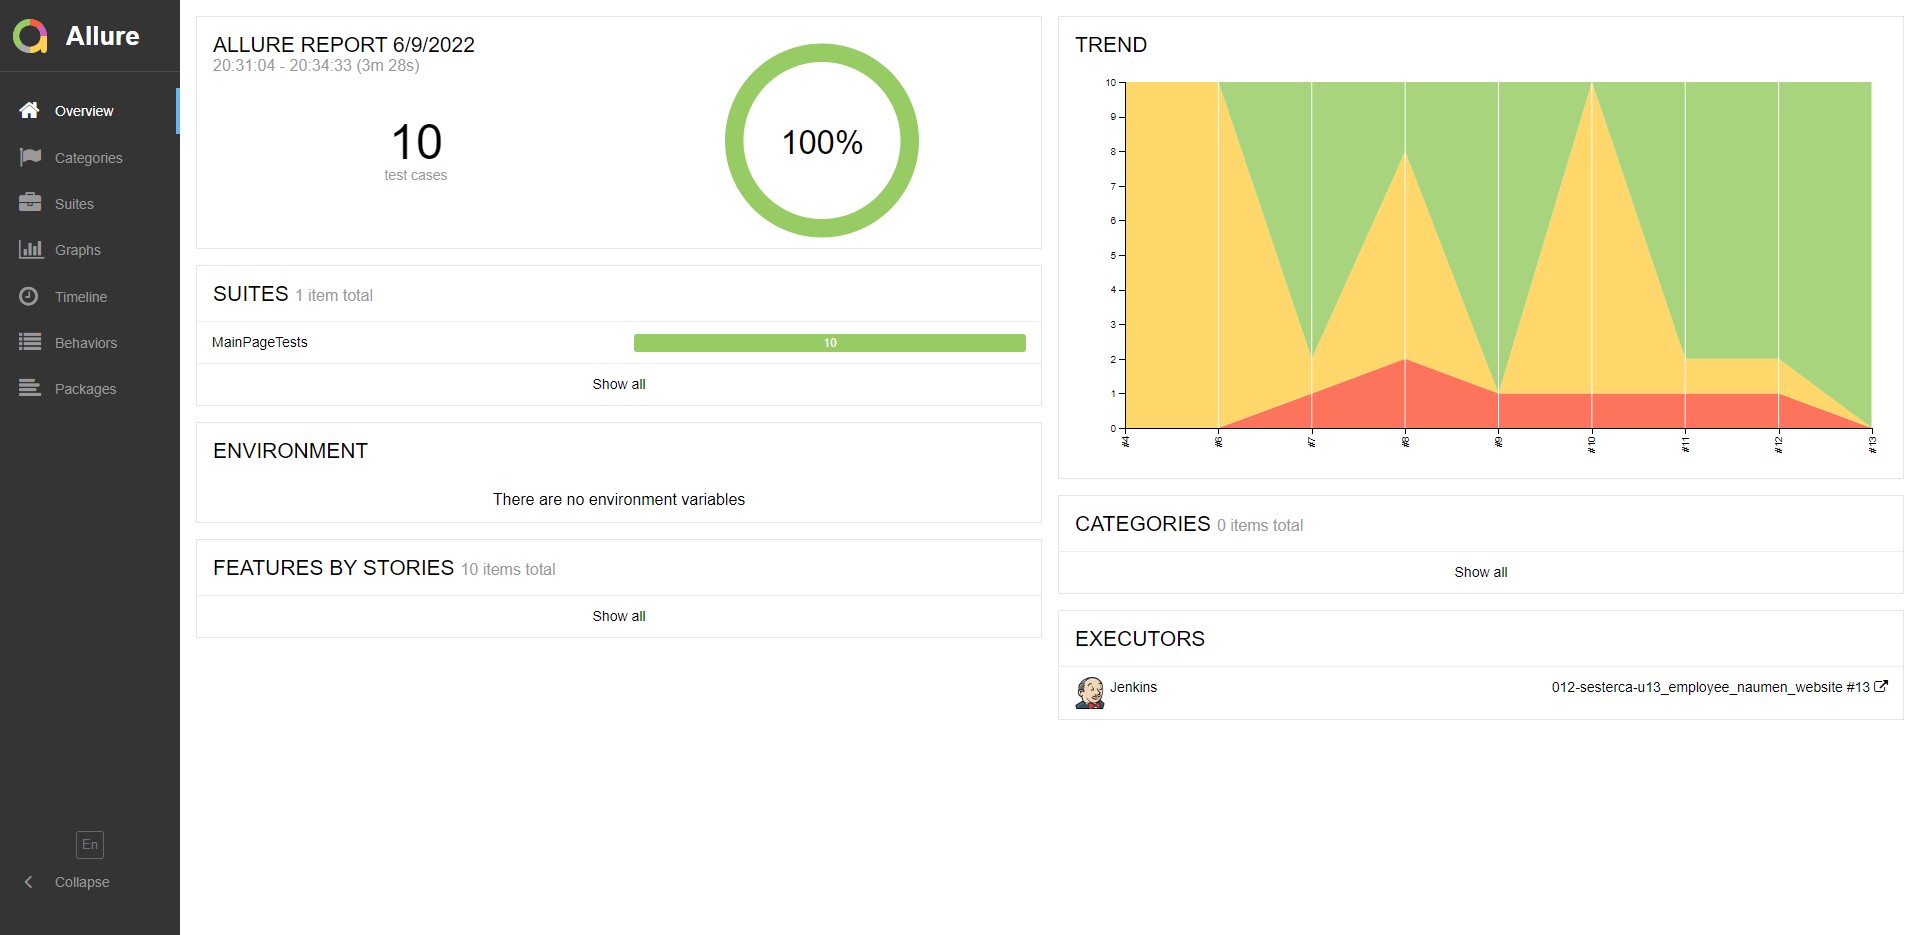 Allure
Overview
Categories
Suites
Graphs
Timeline
Behaviors
Packages
En
Collapse
ALLURE REPORT 6/9/2022
20:31:04 - 20:34:33 (3m 28s)
10
test cases
100%
SUITES 1 item total
MainPageTests 10
Show all
ENVIRONMENT
There are no environment variables
FEATURES BY STORIES 10 items total
Show all
TREND
10
9
8
7
6
5
4
3
2
1
0
#4 #6 #7 #8 #9 #10 #11 #12 #13
CATEGORIES 0 items total
Show all
EXECUTORS
Jenkins 012-sesterca-u13_employee_naumen_website #13